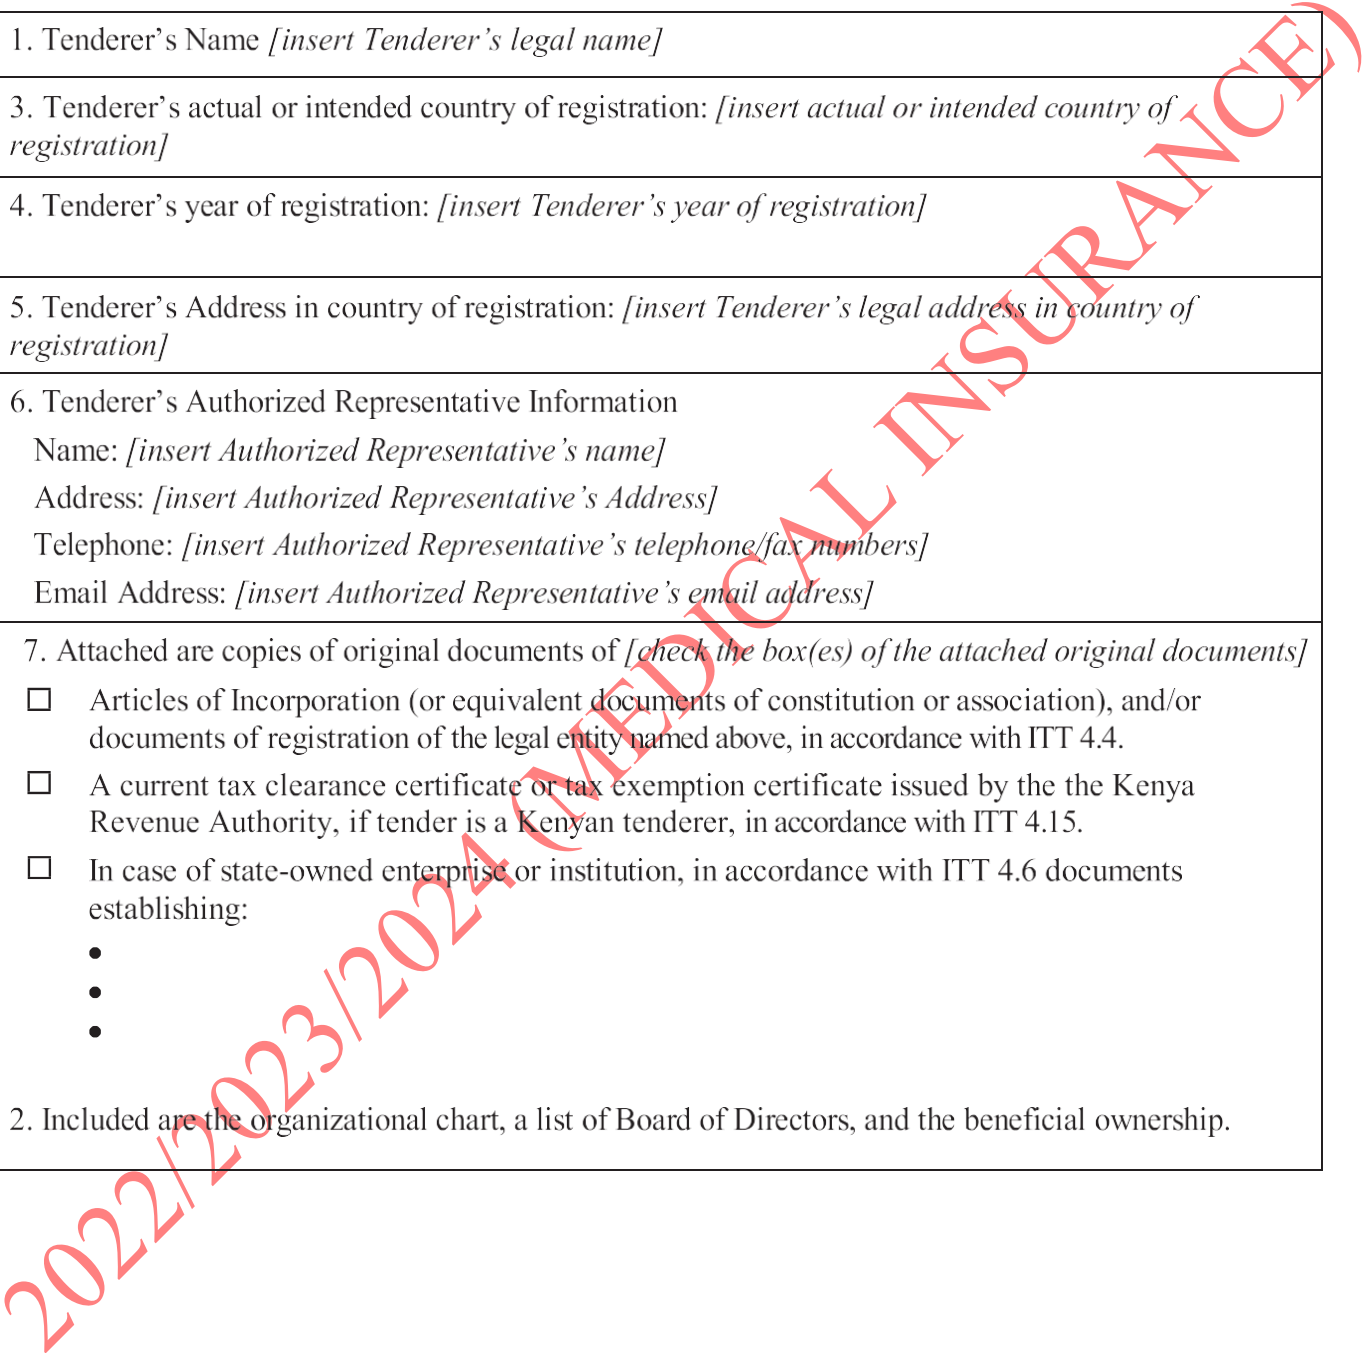 1. Tenderer’s Name [insert Tenderer’s legal name]
3. Tenderer’s actual or intended country of registration: [insert actual or intended country of
registration]
4. Tenderer’s year of registration: [insert Tenderer’s year of registration]
5. Tenderer’s Address in country of registration: [insert Tenderer’s legal address in country of
registration]
6. Tenderer’s Authorized Representative Information
Name: [insert Authorized Representative’s name]
Address: [insert Authorized Representative’s Address]
Telephone: [insert Authorized Representative’s telephone/fax numbers]
Email Address: [insert Authorized Representative’s email address]
7. Attached are copies of original documents of [check the box(es) of the attached original documents]
☐ Articles of Incorporation (or equivalent documents of constitution or association), and/or
documents of registration of the legal entity named above, in accordance with ITT 4.4.
☐ A current tax clearance certificate or tax exemption certificate issued by the the Kenya
Revenue Authority, if tender is a Kenyan tenderer, in accordance with ITT 4.15.
☐ In case of state-owned enterprise or institution, in accordance with ITT 4.6 documents
establishing:
•
•
•
2. Included are the organizational chart, a list of Board of Directors, and the beneficial ownership.
2022/2023/2024 (MEDICAL INSURANCE)